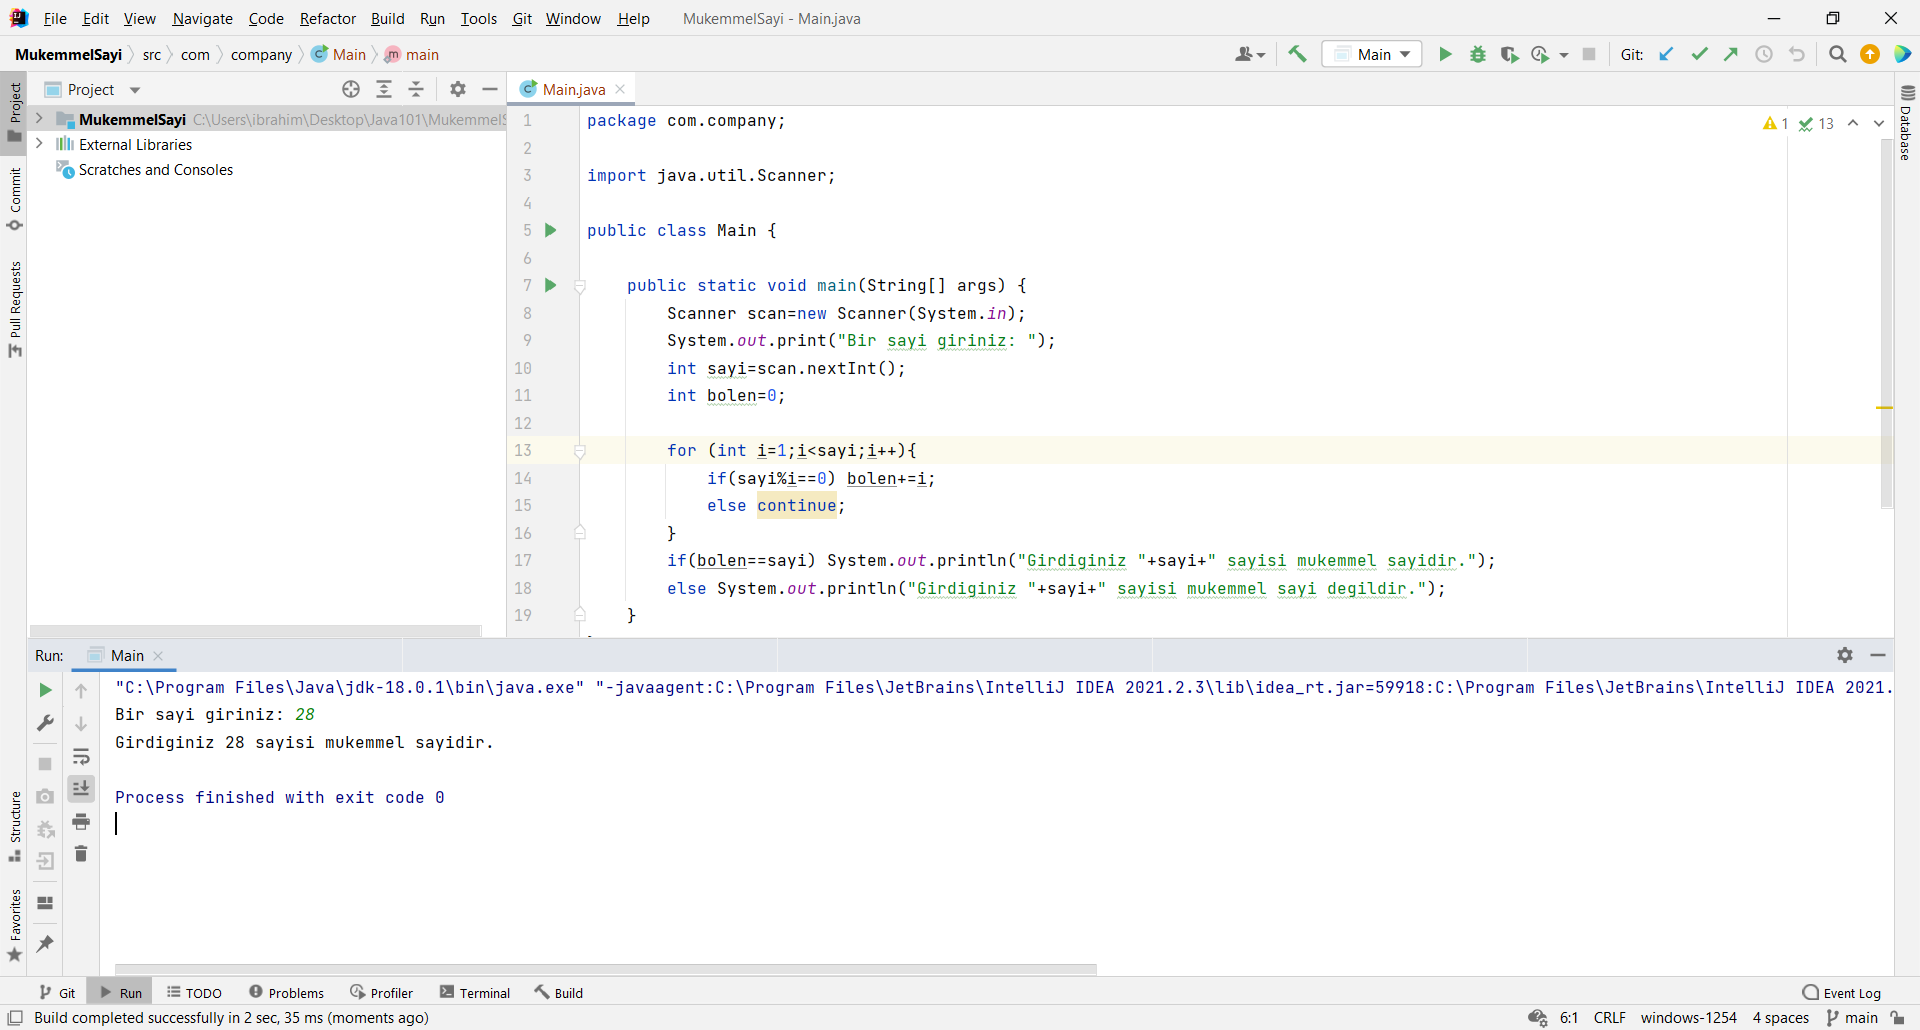 File Edit View Navigate Code Refactor Build Run Tools Git Window Help MukemmelSayi - Main.java
MukemmelSayi src com company Main main Main Git:
Project
Project Main.java
MukemmelSayi C:\Users\ibrahim\Desktop\Java101\MukemmelS
External Libraries
Scratches and Consoles
Commit
Pull Requests
Database
1 13
1 package com.company;
2
3 import java.util.Scanner;
4
5 public class Main {
6
7 public static void main(String[] args) {
8 Scanner scan=new Scanner(System.in);
9 System.out.print("Bir sayi giriniz: ");
10 int sayi=scan.nextInt();
11 int bolen=0;
12
13 for (int i=1;i<sayi;i++){
14 if(sayi%i==0) bolen+=i;
15 else continue;
16 }
17 if(bolen==sayi) System.out.println("Girdiginiz "+sayi+" sayisi mukemmel sayidir.");
18 else System.out.println("Girdiginiz "+sayi+" sayisi mukemmel sayi degildir.");
19 }
Run: Main
"C:\Program Files\Java\jdk-18.0.1\bin\java.exe" "-javaagent:C:\Program Files\JetBrains\IntelliJ IDEA 2021.2.3\lib\idea_rt.jar=59918:C:\Program Files\JetBrains\IntelliJ IDEA 2021.
Bir sayi giriniz: 28
Girdiginiz 28 sayisi mukemmel sayidir.
Process finished with exit code 0
Structure
Favorites
Git Run TODO Problems Profiler Terminal Build Event Log
Build completed successfully in 2 sec, 35 ms (moments ago) 6:1 CRLF windows-1254 4 spaces main